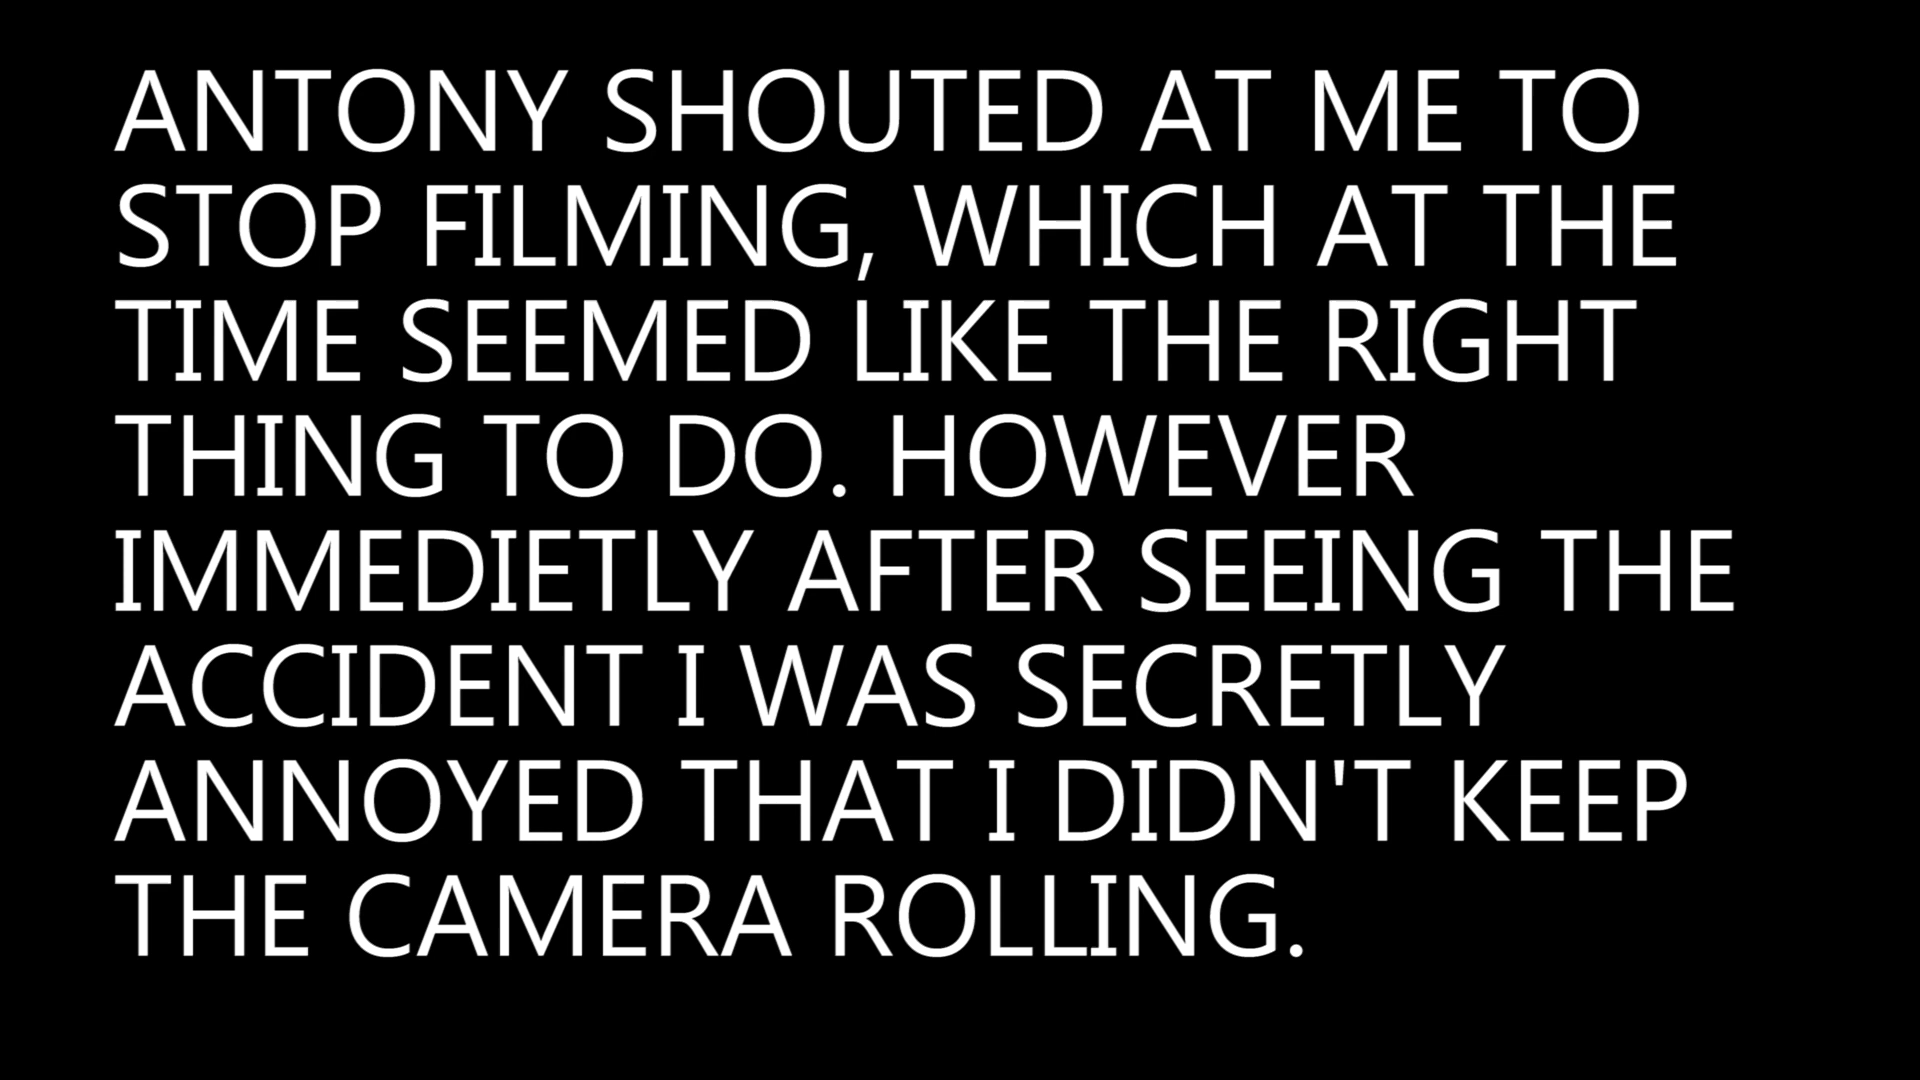 ANTONY SHOUTED AT ME TO
STOP FILMING, WHICH AT THE
TIME SEEMED LIKE THE RIGHT
THING TO DO. HOWEVER
IMMEDIETLY AFTER SEEING THE
ACCIDENT I WAS SECRETLY
ANNOYED THAT I DIDN'T KEEP
THE CAMERA ROLLING.